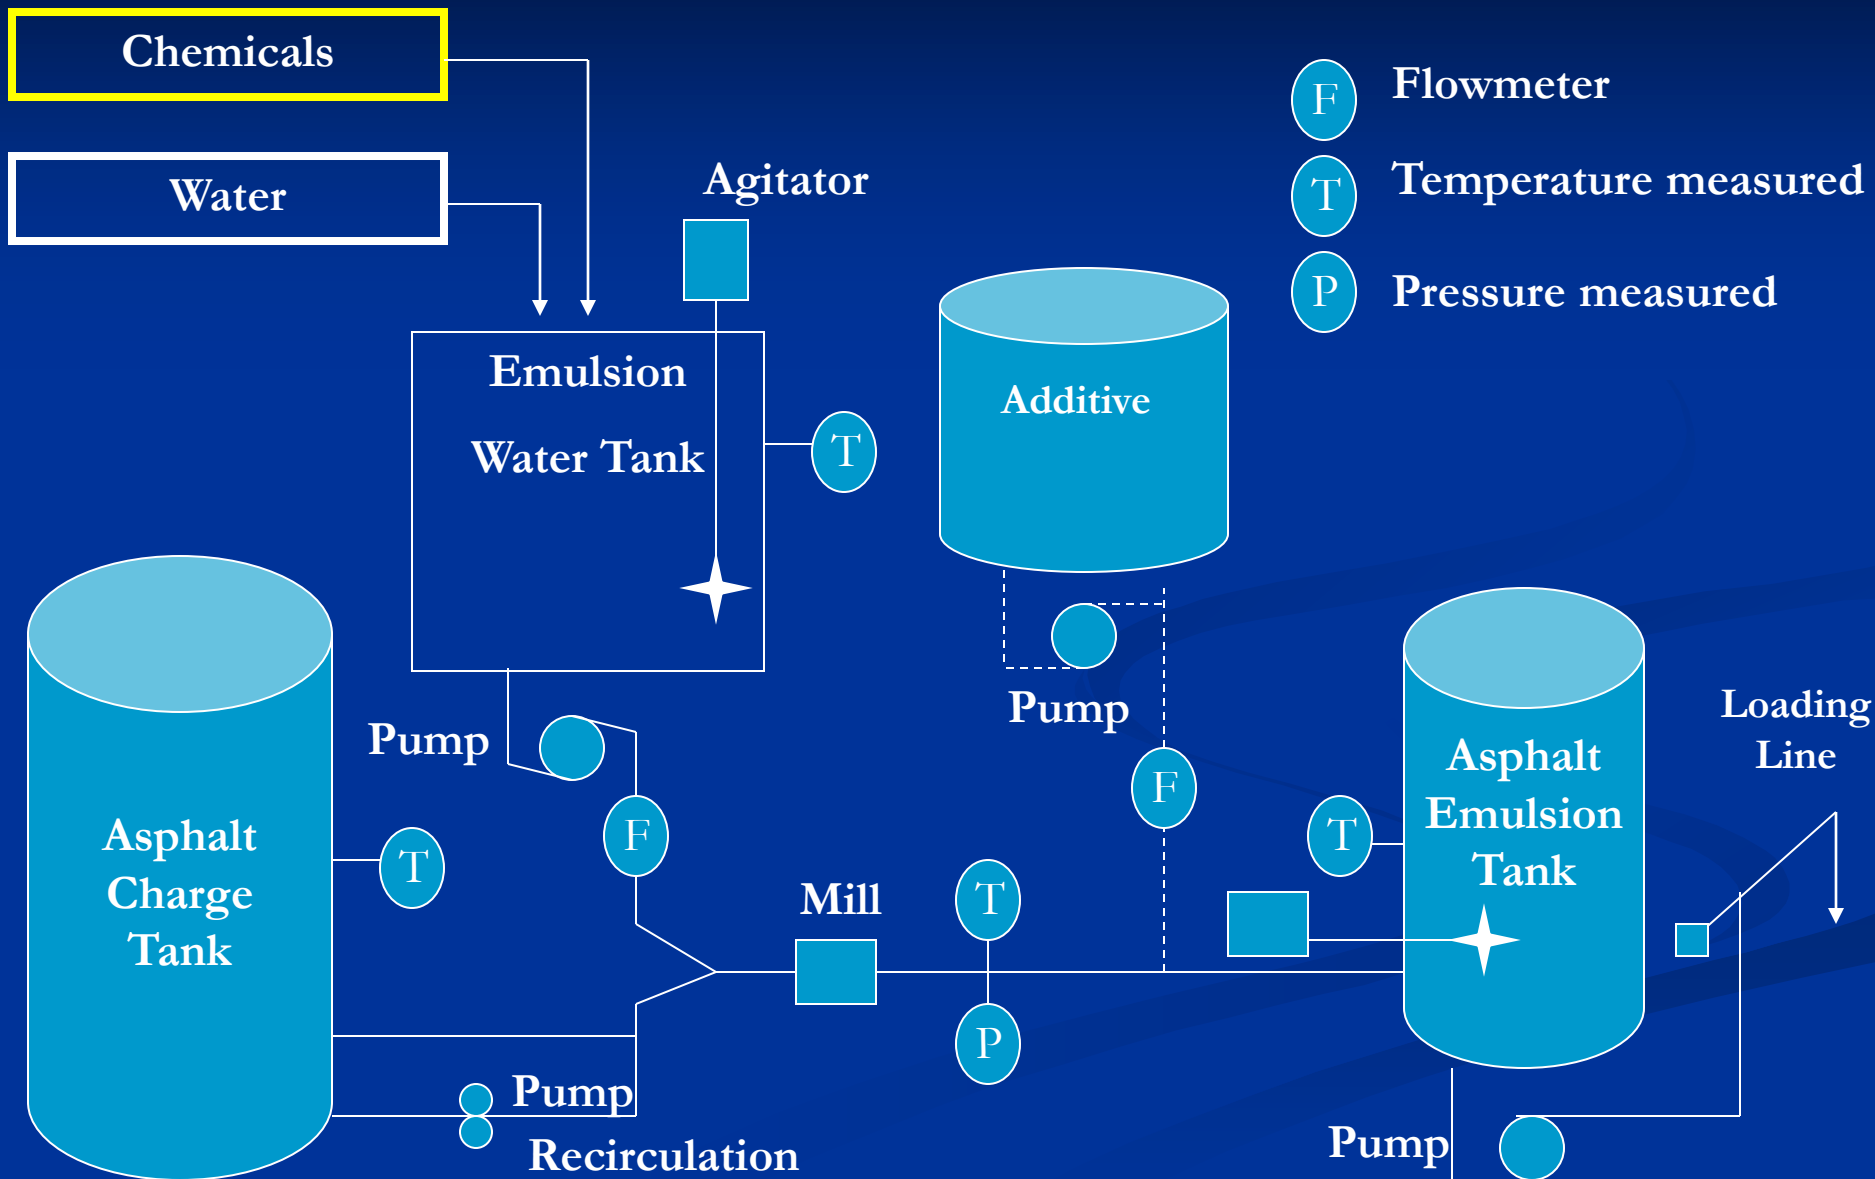 Chemicals
Water
Agitator
F
Flowmeter
T
Temperature measured
P
Pressure measured
Emulsion
Water Tank
T
Additive
Pump
F
Asphalt
Charge
Tank
T
Pump
Recirculation
Mill
T
P
Pump
F
T
Asphalt
Emulsion
Tank
Loading
Line
Pump